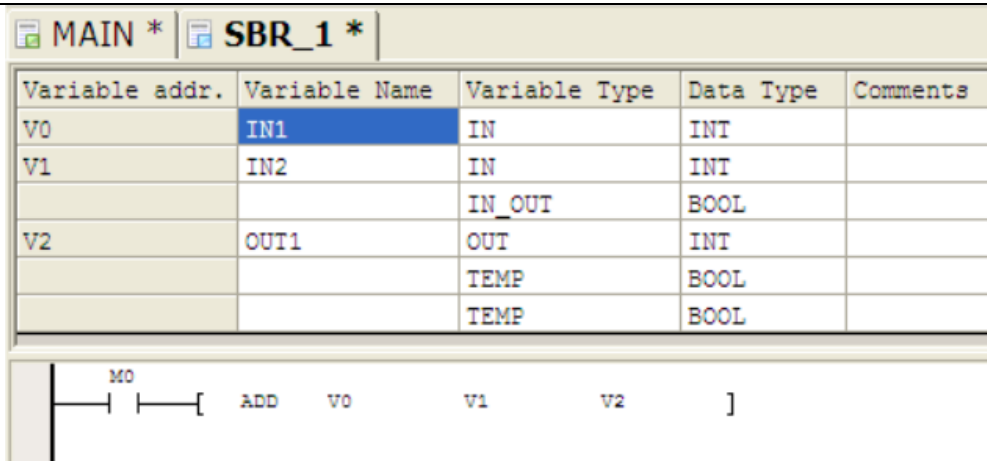 MAIN * SBR_1 *
Variable addr. Variable Name Variable Type Data Type Comments
V0 IN1 IN INT
V1 IN2 IN INT
IN_OUT BOOL
V2 OUT1 OUT INT
TEMP BOOL
TEMP BOOL
M0
[ ADD V0 V1 V2 ]